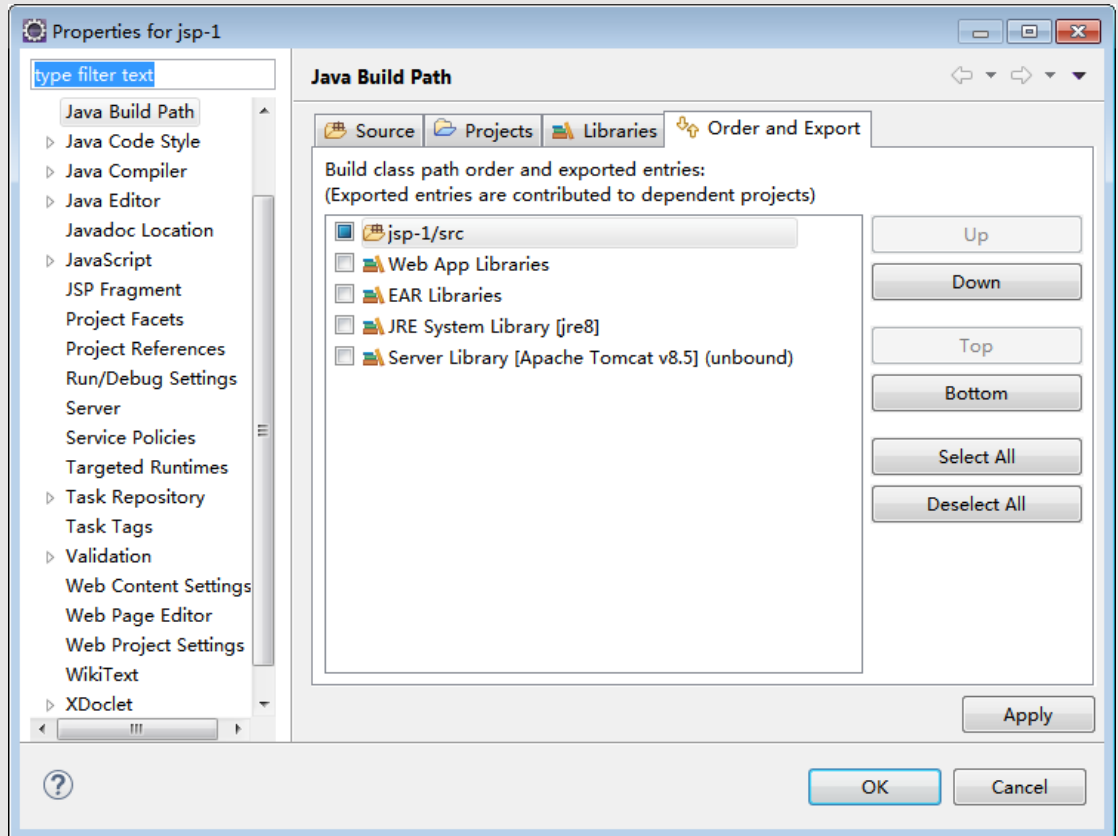 Properties for jsp-1
type filter text
Java Build Path
Java Code Style
Java Compiler
Java Editor
Javadoc Location
JavaScript
JSP Fragment
Project Facets
Project References
Run/Debug Settings
Server
Service Policies
Targeted Runtimes
Task Repository
Task Tags
Validation
Web Content Settings
Web Page Editor
Web Project Settings
WikiText
XDoclet
Java Build Path
Source Projects Libraries Order and Export
Build class path order and exported entries:
(Exported entries are contributed to dependent projects)
jsp-1/src
Web App Libraries
EAR Libraries
JRE System Library [jre8]
Server Library [Apache Tomcat v8.5] (unbound)
Up
Down
Top
Bottom
Select All
Deselect All
Apply
?
OK Cancel